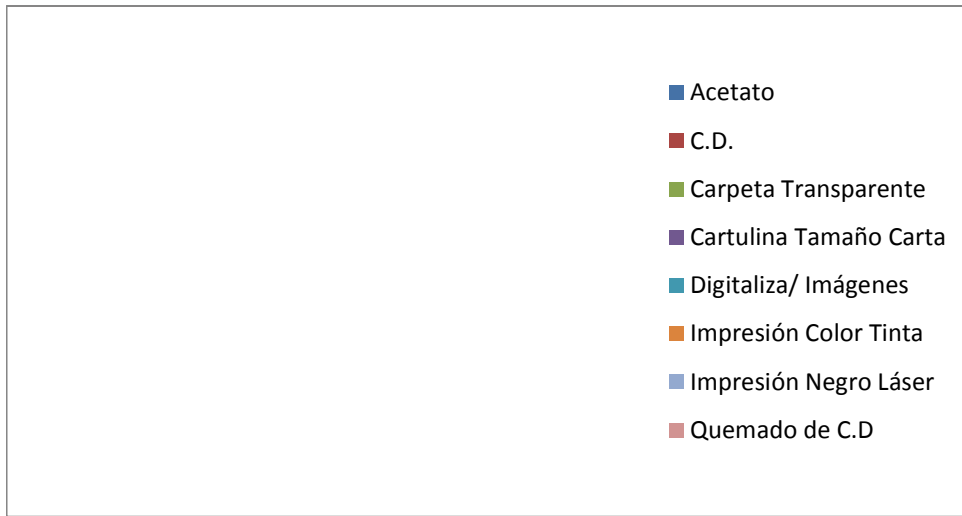 Acetato
C.D.
Carpeta Transparente
Cartulina Tamaño Carta
Digitaliza/ Imágenes
Impresión Color Tinta
Impresión Negro Láser
Quemado de C.D